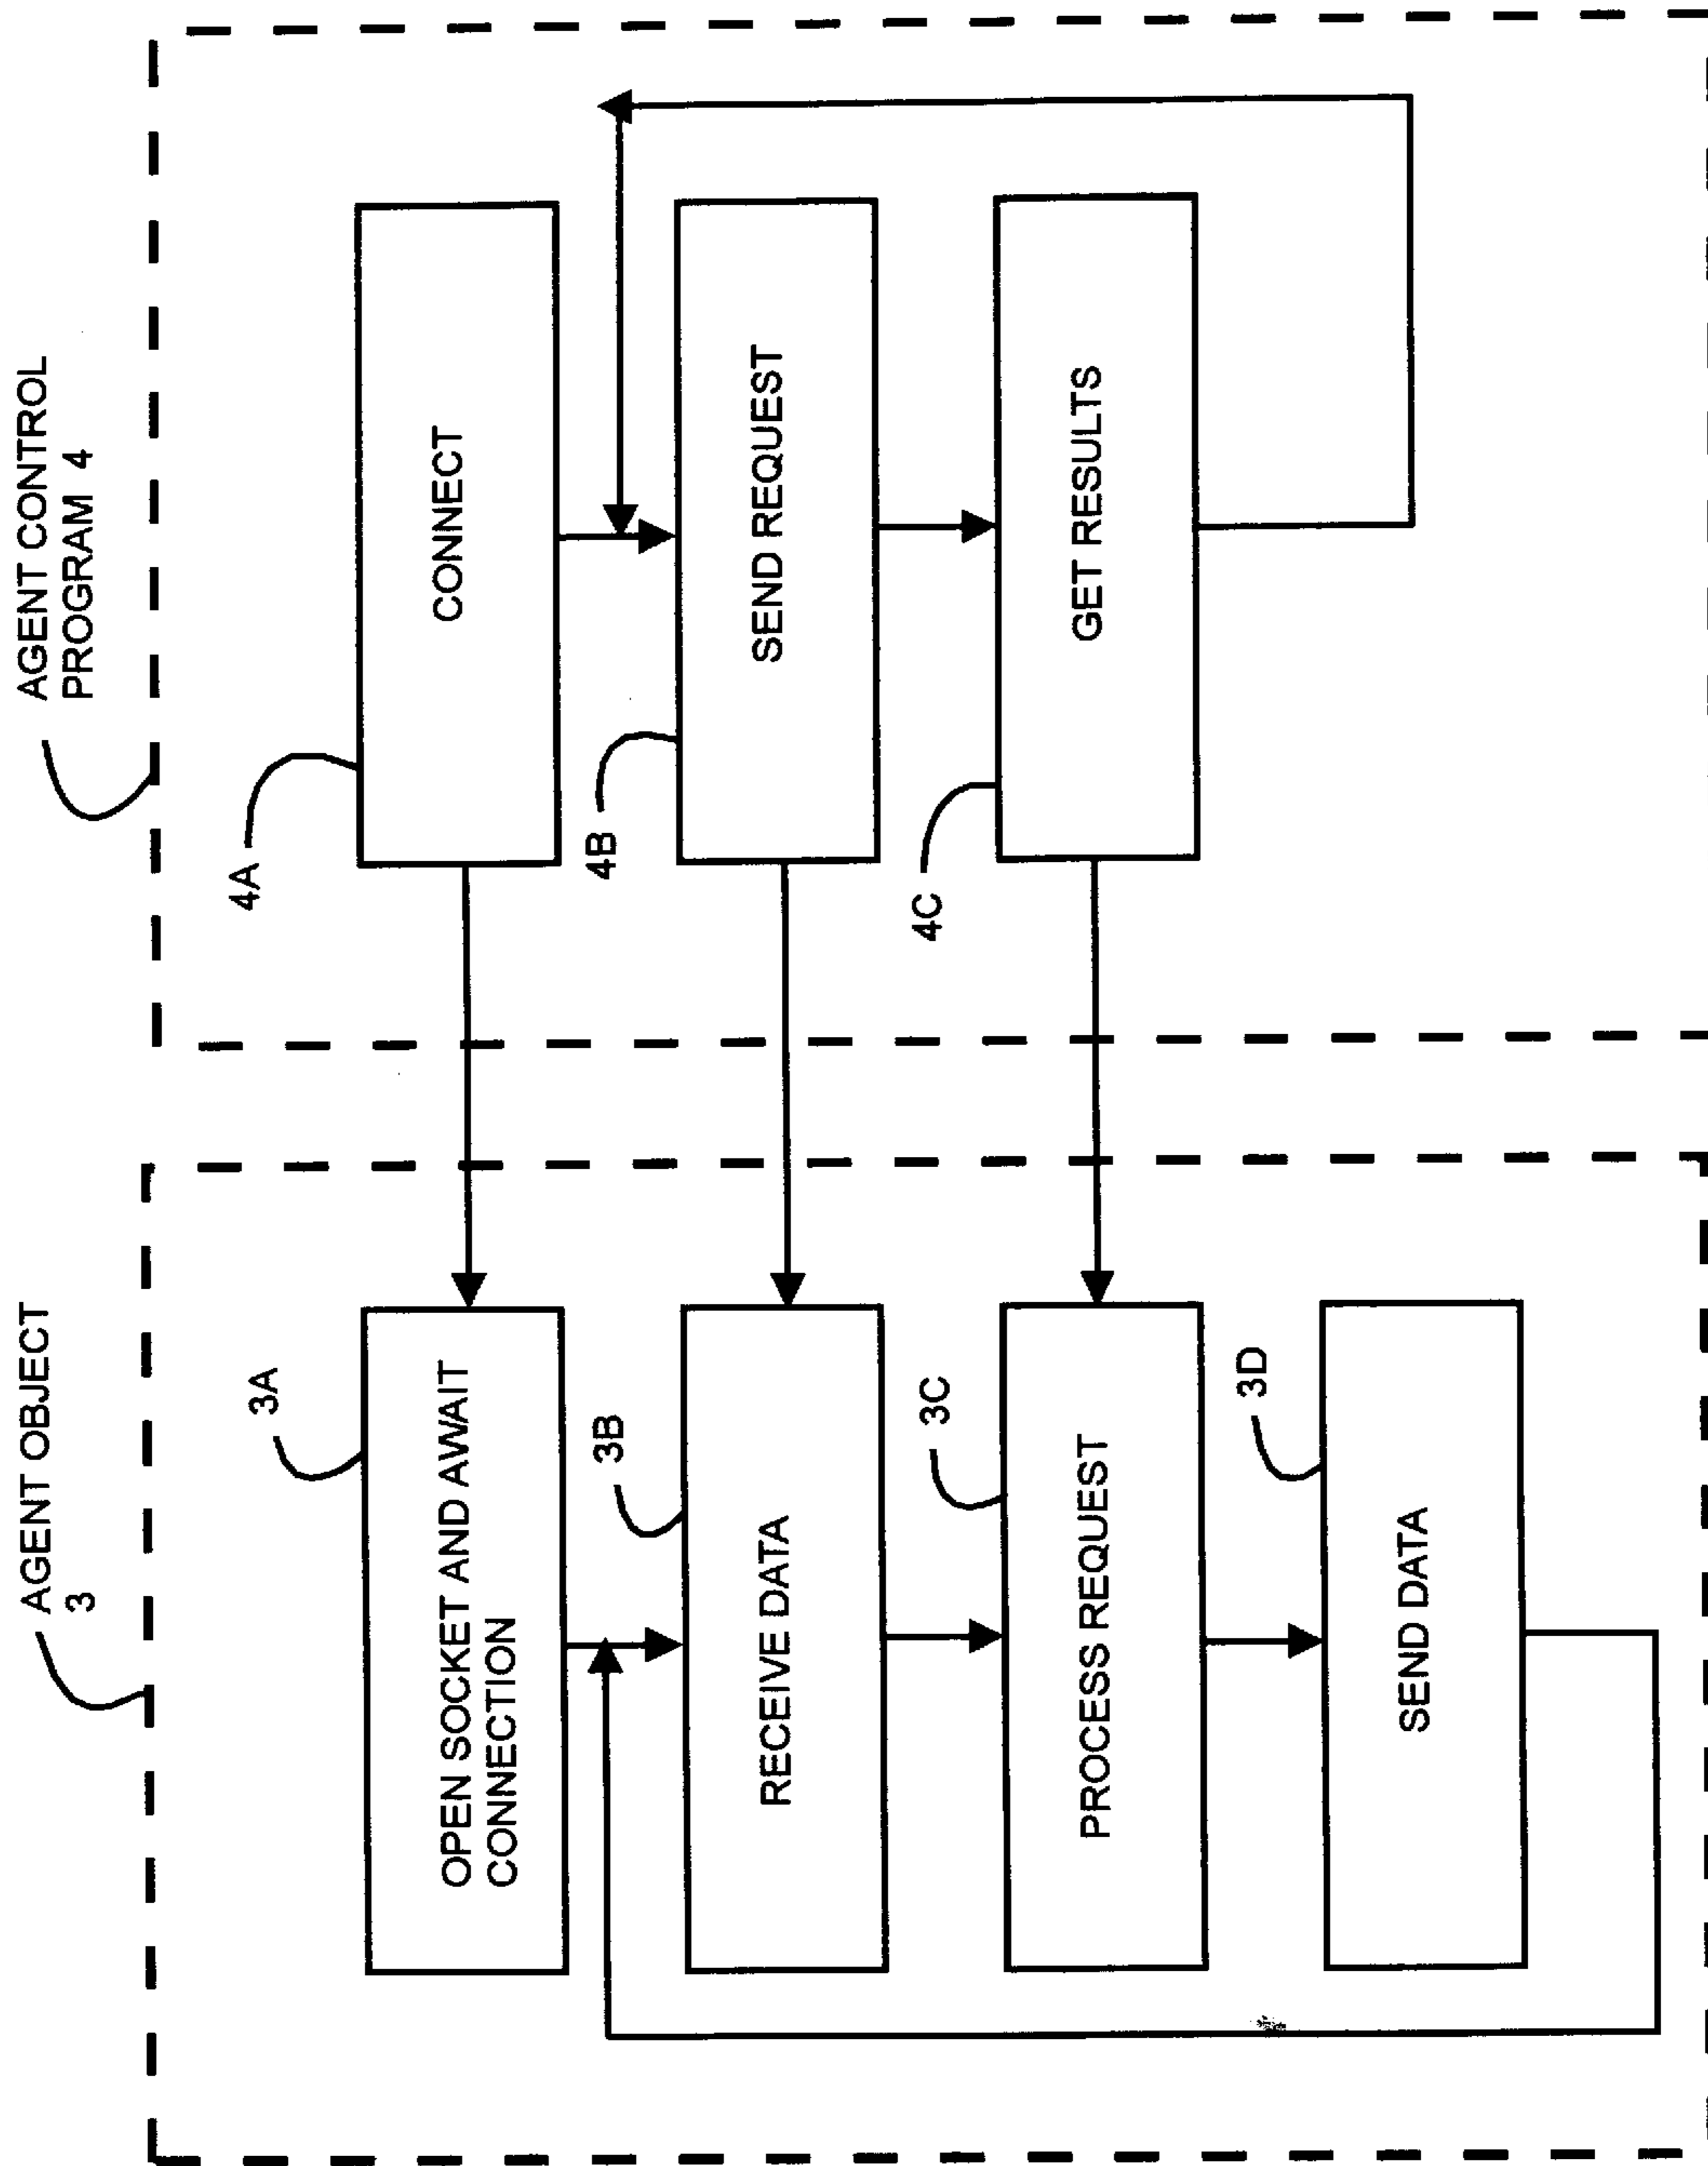 AGENT OBJECT
3
3A
OPEN SOCKET AND AWAIT
CONNECTION
3B
RECEIVE DATA
3C
PROCESS REQUEST
3D
SEND DATA
AGENT CONTROL
PROGRAM 4
4A
CONNECT
4B
SEND REQUEST
4C
GET RESULTS